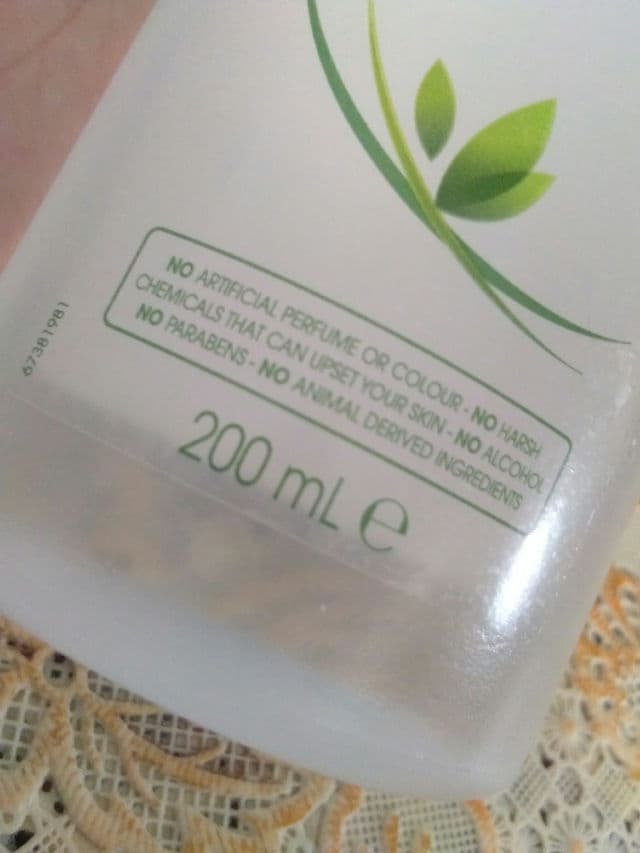 NO ARTIFICIAL PERFUME OR COLOUR - NO HARSH
CHEMICALS THAT CAN UPSET YOUR SKIN - NO ALCOHOL
NO PARABENS - NO ANIMAL DERIVED INGREDIENTS
200 mL e
67381981